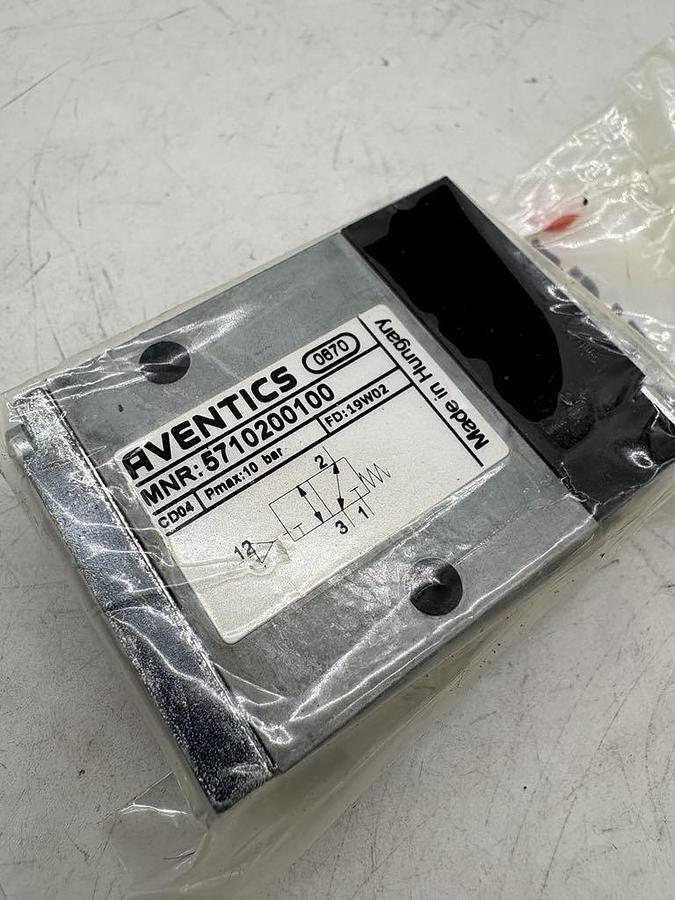 AVENTICS 0870
MNR: 5710200100
CD04 Pmax:10 bar FD:19W02
Made in Hungary
2
12
3 1